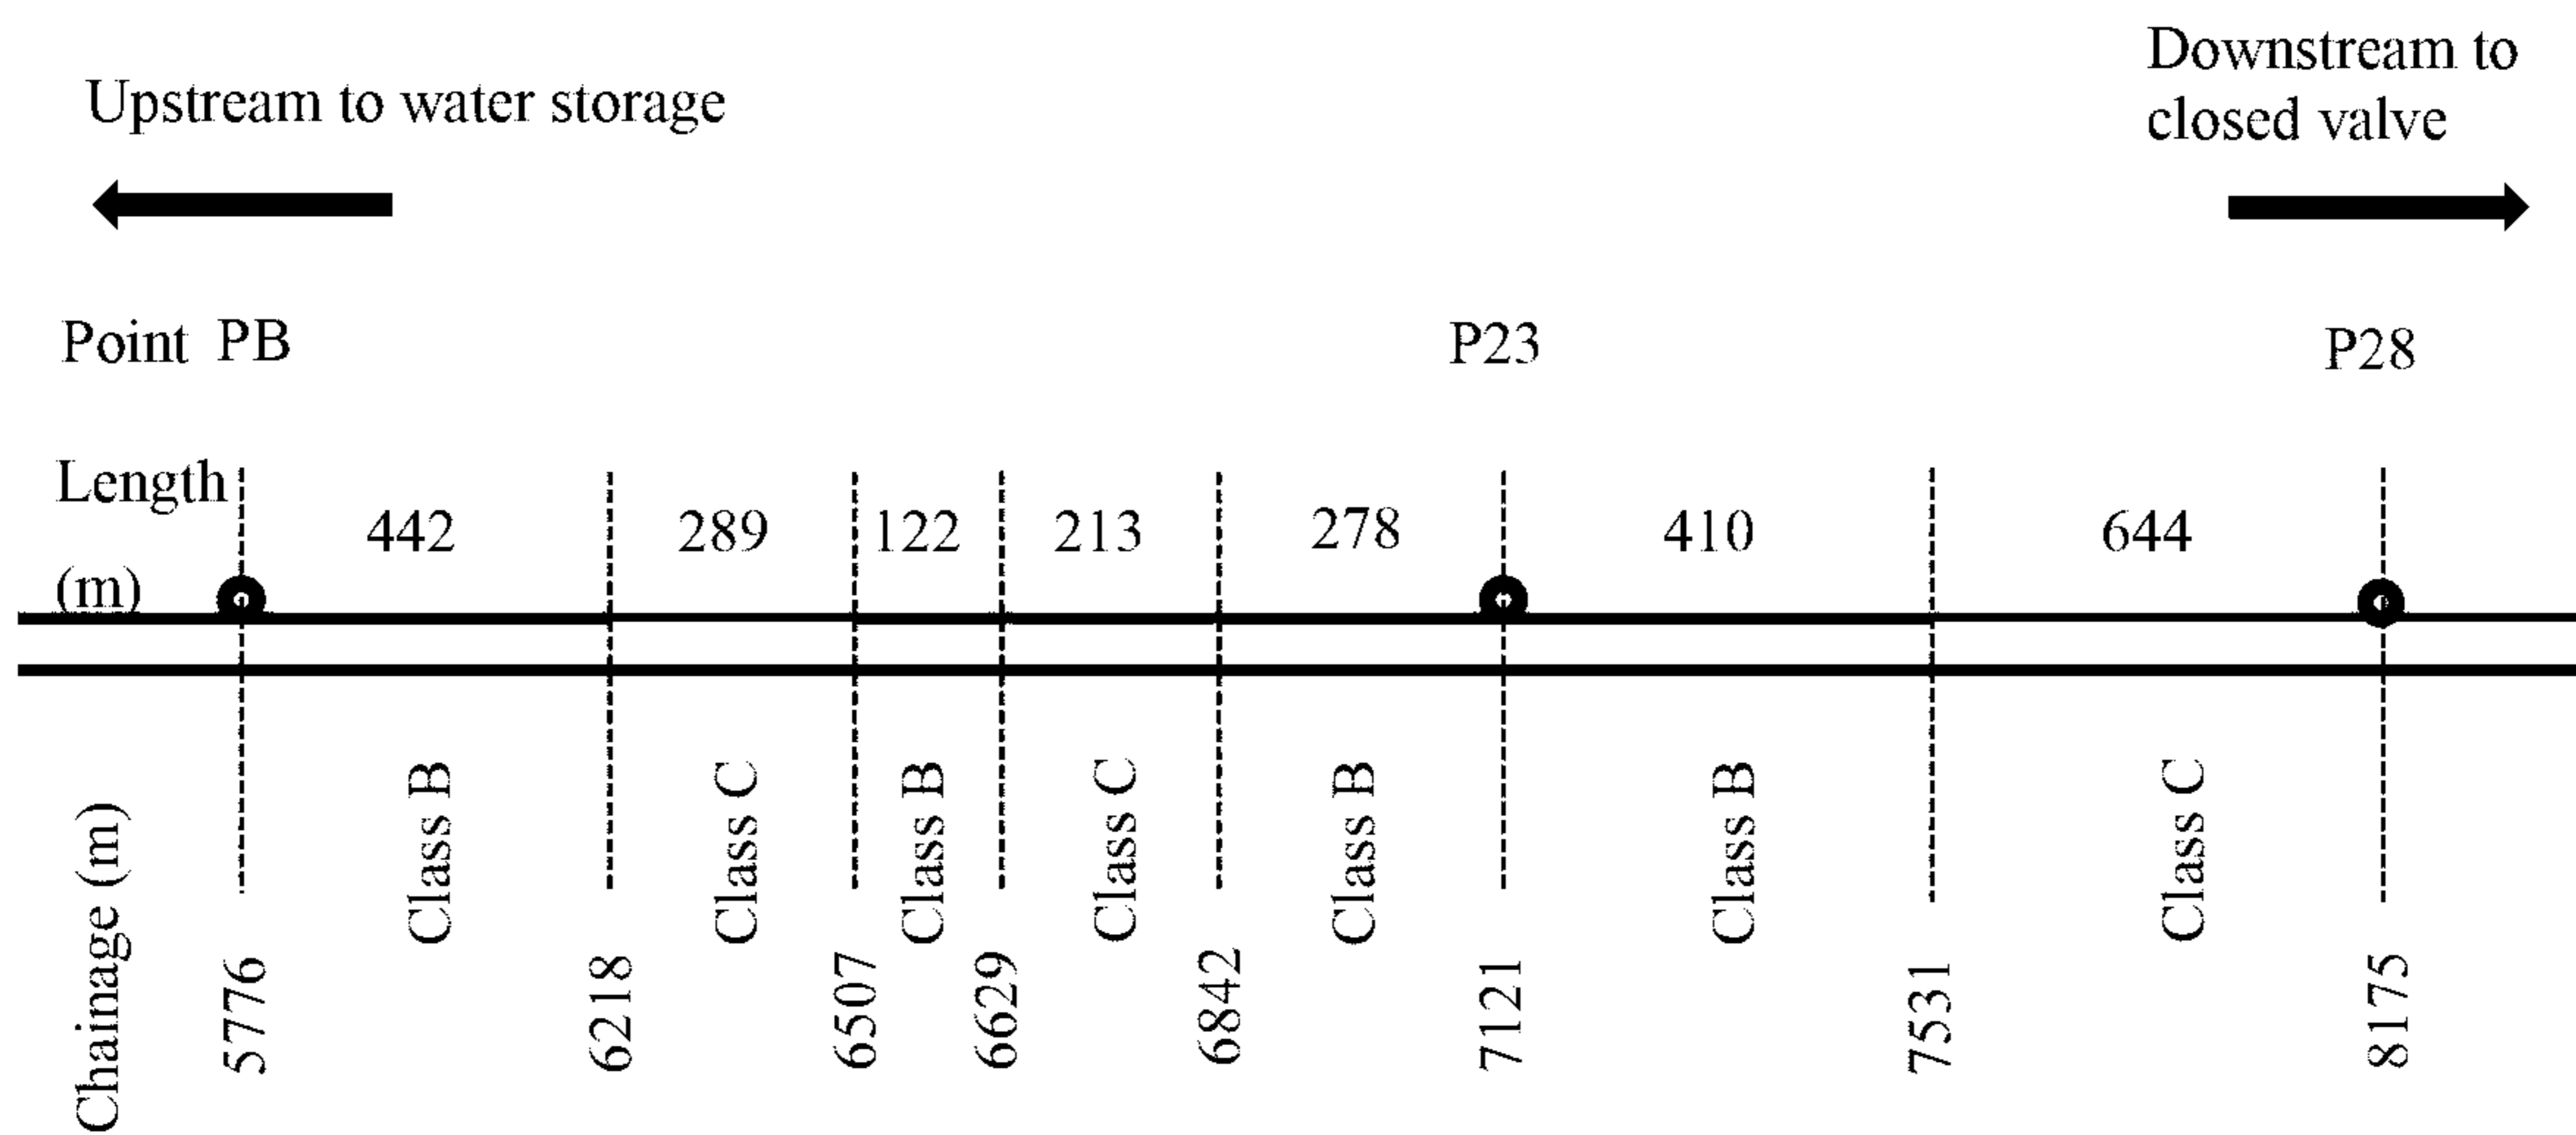 Upstream to water storage
Downstream to
closed valve
Point PB P23 P28
Length
(m)
442 289 122 213 278 410 644
Class B Class C Class B Class C Class B Class B Class C
Chainage (m)
5776 6218 6507 6629 6842 7121 7531 8175